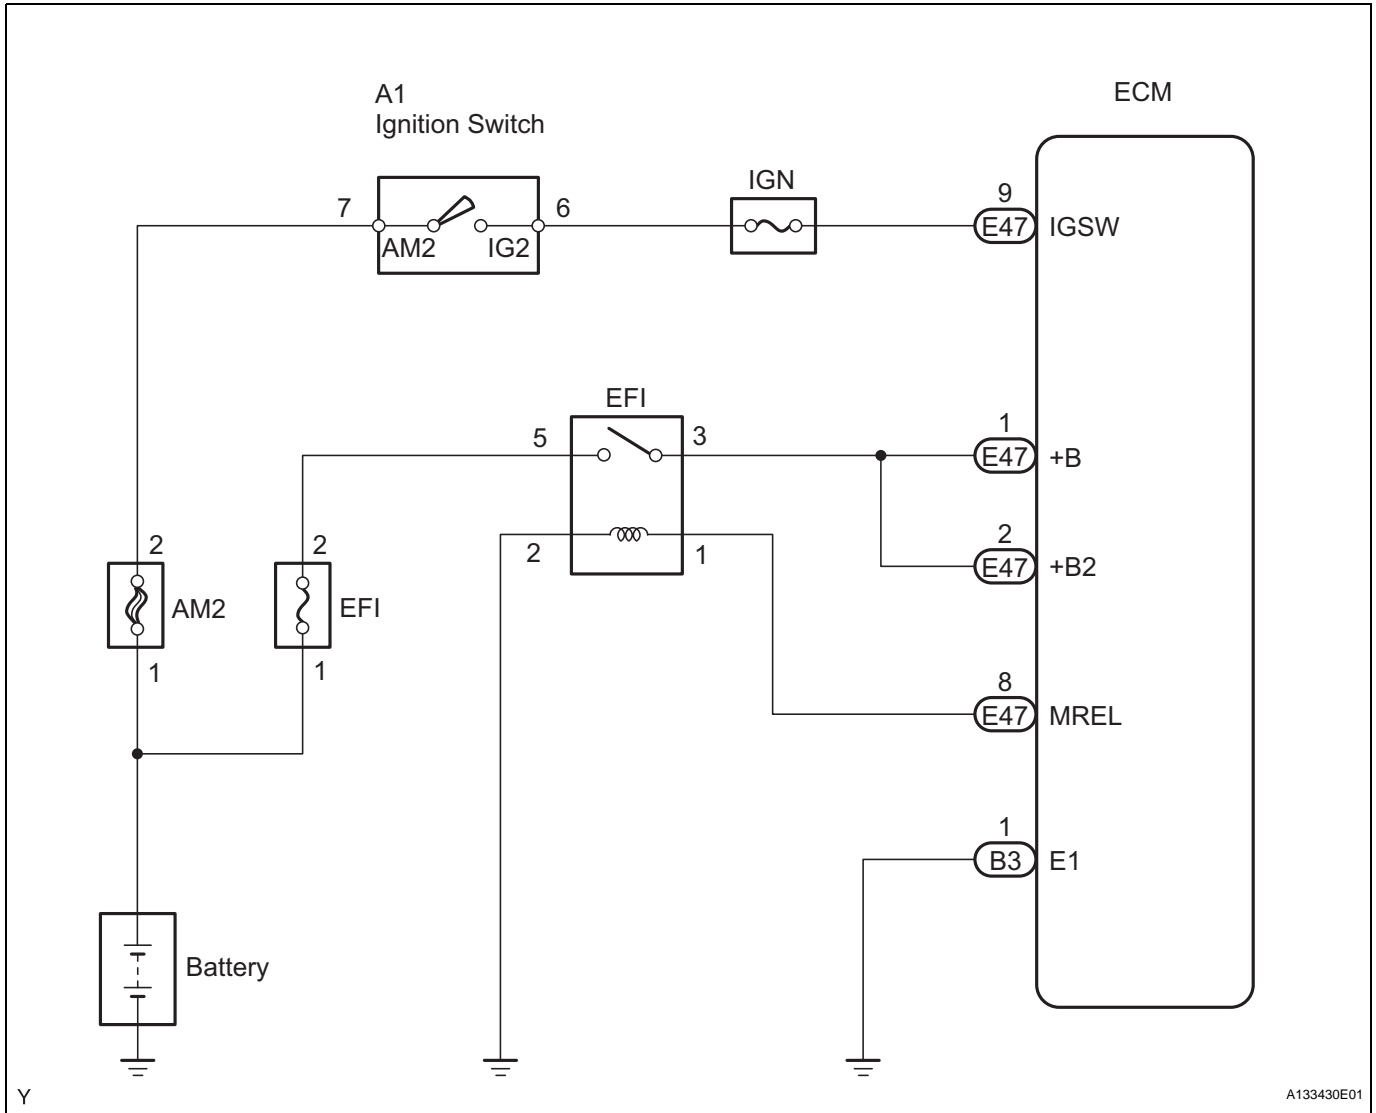 A1
Ignition Switch
ECM
7
AM2
IG2
6
IGN
9
E47
IGSW
EFI
5
3
1
E47
+B
2
1
2
E47
+B2
2
AM2
1
2
EFI
1
8
E47
MREL
1
B3
E1
Battery
Y
A133430E01